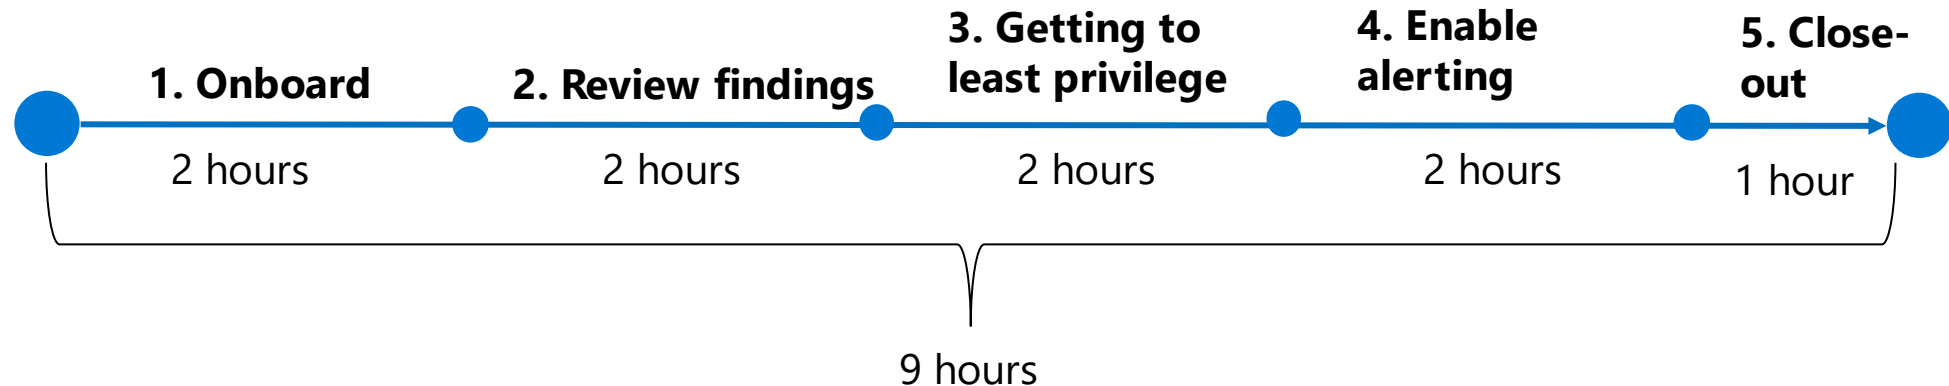 1. Onboard
2. Review findings
3. Getting to
least privilege
4. Enable
alerting
5. Close-
out
2 hours
2 hours
2 hours
2 hours
1 hour
9 hours